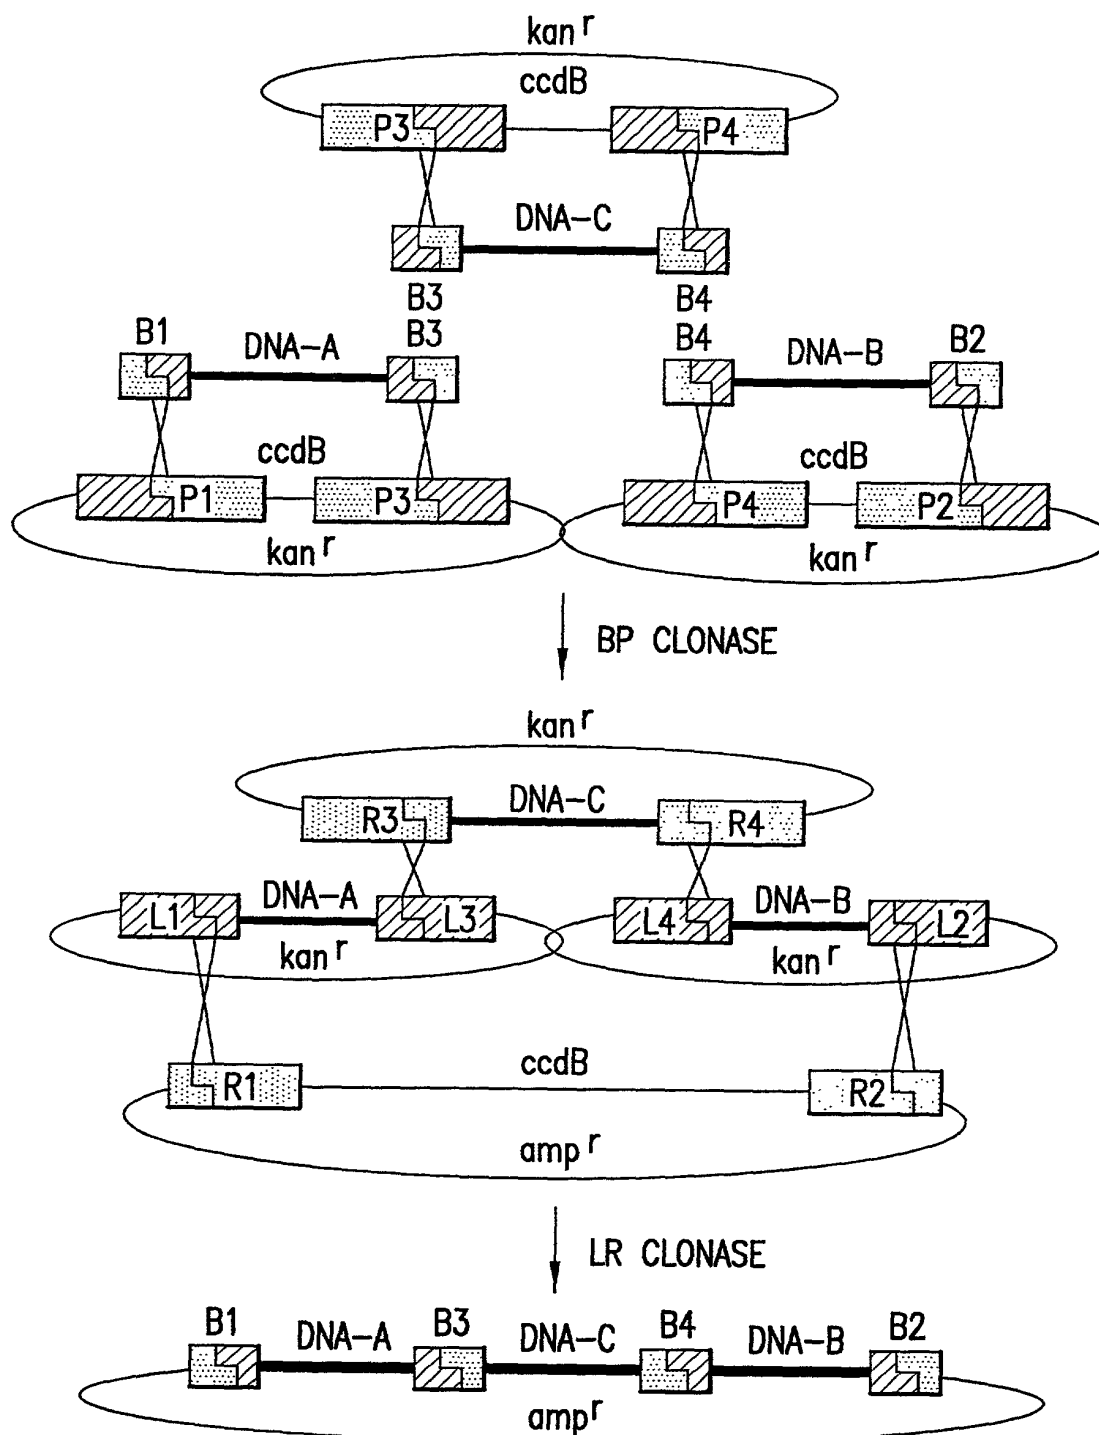 kan r
ccdB
P3 P4
DNA-C
B3 B4
B1 DNA-A B3 B4 DNA-B B2
ccdB ccdB
P1 P3 P4 P2
kan r kan r
BP CLONASE
kan r
DNA-C
R3 R4
DNA-A DNA-B
L1 L3 L4 L2
kan r kan r
ccdB
R1 R2
amp r
LR CLONASE
B1 DNA-A B3 DNA-C B4 DNA-B B2
amp r